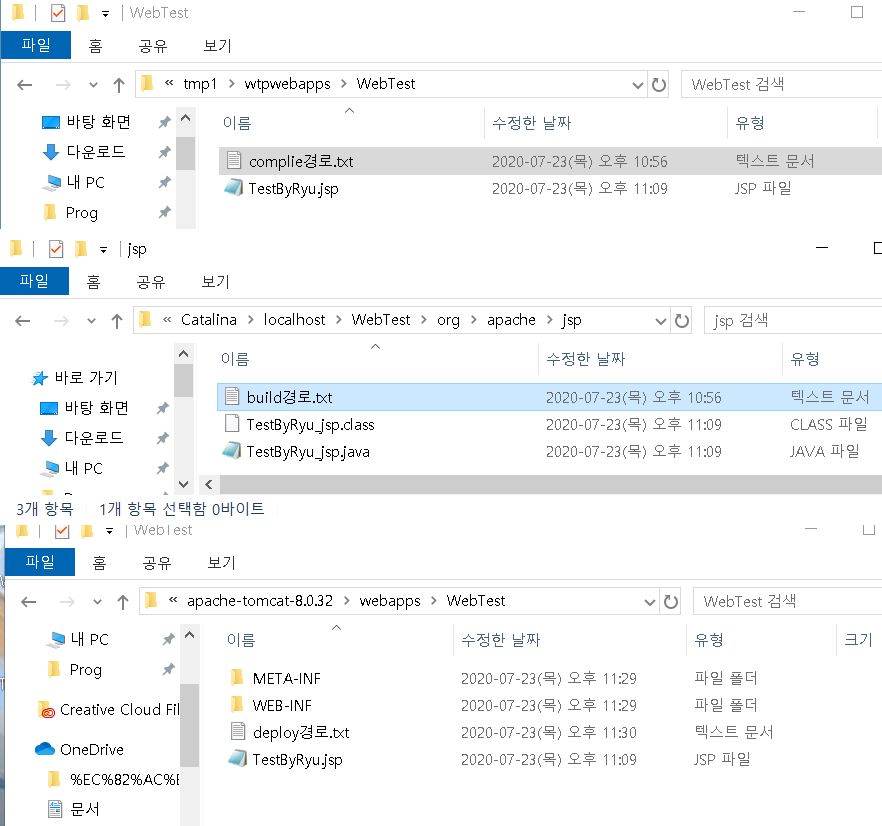 WebTest
파일 홈 공유 보기
« tmp1 > wtpwebapps > WebTest WebTest 검색
이름 수정한 날짜 유형
바탕 화면
다운로드
내 PC
Prog
complie경로.txt 2020-07-23(목) 오후 10:56 텍스트 문서
TestByRyu.jsp 2020-07-23(목) 오후 11:09 JSP 파일
jsp
파일 홈 공유 보기
« Catalina > localhost > WebTest > org > apache > jsp jsp 검색
이름 수정한 날짜 유형
바로 가기
바탕 화면
다운로드
내 PC
build경로.txt 2020-07-23(목) 오후 10:56 텍스트 문서
TestByRyu_jsp.class 2020-07-23(목) 오후 11:09 CLASS 파일
TestByRyu_jsp.java 2020-07-23(목) 오후 11:09 JAVA 파일
3개 항목 1개 항목 선택함 0바이트
WebTest
파일 홈 공유 보기
« apache-tomcat-8.0.32 > webapps > WebTest WebTest 검색
이름 수정한 날짜 유형 크기
내 PC
Prog
Creative Cloud Fil
OneDrive
%EC%82%AC%E
문서
META-INF 2020-07-23(목) 오후 11:29 파일 폴더
WEB-INF 2020-07-23(목) 오후 11:29 파일 폴더
deploy경로.txt 2020-07-23(목) 오후 11:30 텍스트 문서
TestByRyu.jsp 2020-07-23(목) 오후 11:09 JSP 파일